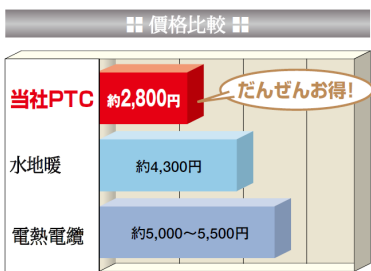 價格比較
当社PTC
約2,800円
だんぜんお得!
水地暖
約4,300円
電熱電纜
約5,000〜5,500円